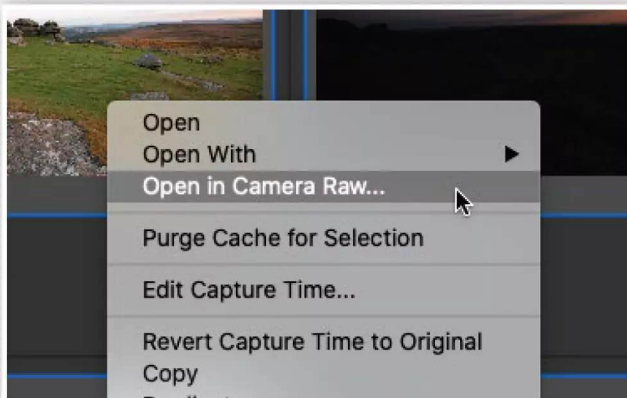 Open
Open With
Open in Camera Raw...
Purge Cache for Selection
Edit Capture Time...
Revert Capture Time to Original
Copy